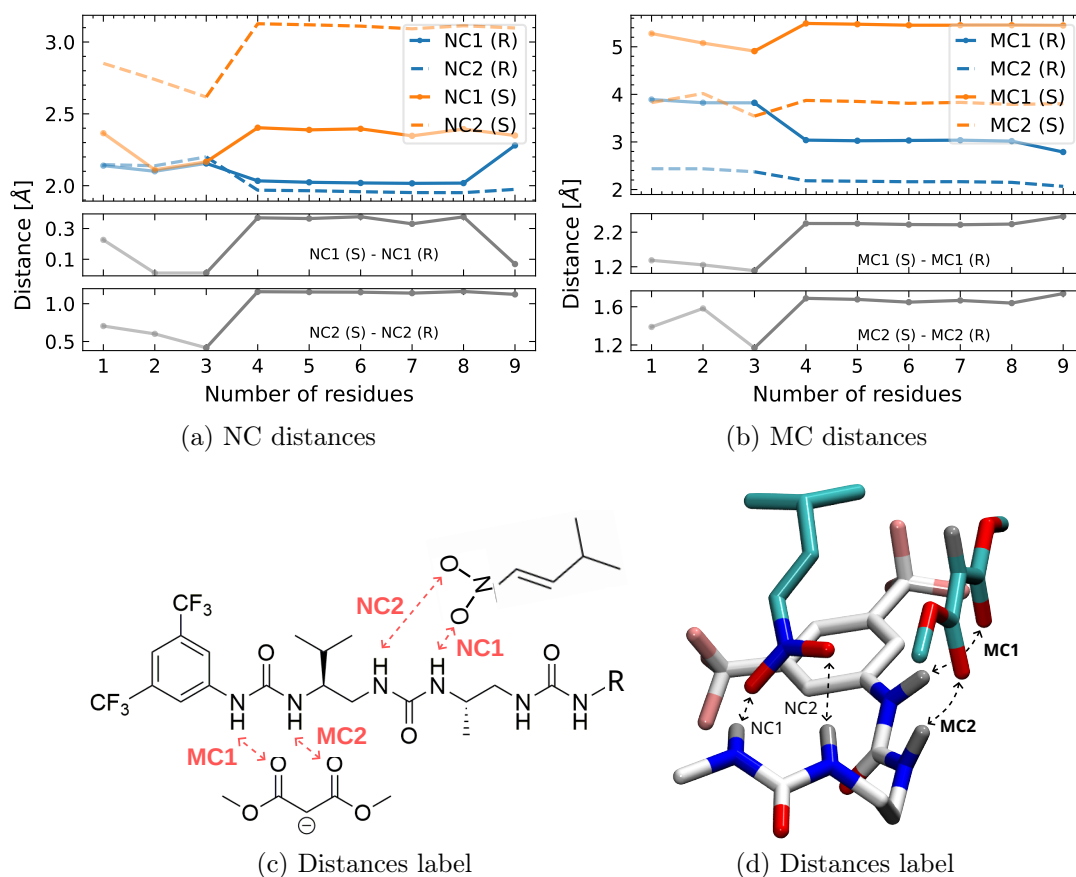 3.0
2.5
2.0
NC1 (R)
NC2 (R)
NC1 (S)
NC2 (S)
0.3
0.1
NC1 (S) - NC1 (R)
1.0
0.5
NC2 (S) - NC2 (R)
Distance [Å]
1 2 3 4 5 6 7 8 9
Number of residues
(a) NC distances
5
4
3
2
MC1 (R)
MC2 (R)
MC1 (S)
MC2 (S)
2.2
1.2
MC1 (S) - MC1 (R)
1.6
1.2
MC2 (S) - MC2 (R)
Distance [Å]
1 2 3 4 5 6 7 8 9
Number of residues
(b) MC distances
O
N
O
NC2
NC1
CF3
CF3
O
H
N
H
N
O
N
H
N
H
O
N
H
O
N
H
R
MC1
MC2
O
O
O
O
⊖
(c) Distances label
MC1
NC2
NC1
MC2
(d) Distances label